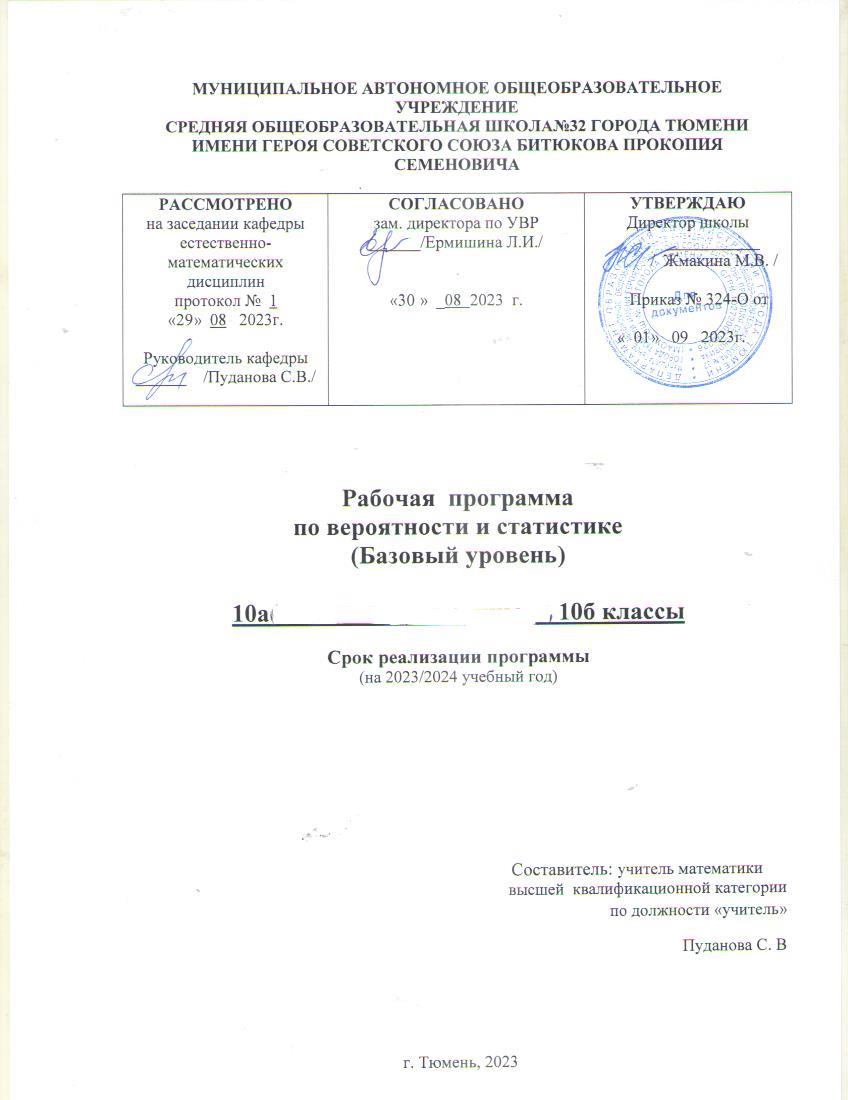 МУНИЦИПАЛЬНОЕ АВТОНОМНОЕ ОБЩЕОБРАЗОВАТЕЛЬНОЕ
УЧРЕЖДЕНИЕ
СРЕДНЯЯ ОБЩЕОБРАЗОВАТЕЛЬНАЯ ШКОЛА№32 ГОРОДА ТЮМЕНИ
ИМЕНИ ГЕРОЯ СОВЕТСКОГО СОЮЗА БИТЮКОВА ПРОКОПИЯ
СЕМЕНОВИЧА
РАССМОТРЕНО
на заседании кафедры
естественно-
математических
дисциплин
протокол № 1
«29» 08 2023г.
Руководитель кафедры
/Пуданова С.В./
СОГЛАСОВАНО
зам. директора по УВР
/Ермишина Л.И./
«30 » _08_2023 г.
УТВЕРЖДАЮ
Директор школы
Жмакина М.В. /
Приказ № 324-О от
« 01» 09 2023г.
Для
документов
Рабочая программа
по вероятности и статистике
(Базовый уровень)
10а , 10б классы
Срок реализации программы
(на 2023/2024 учебный год)
Составитель: учитель математики
высшей квалификационной категории
по должности «учитель»
Пуданова С. В
г. Тюмень, 2023